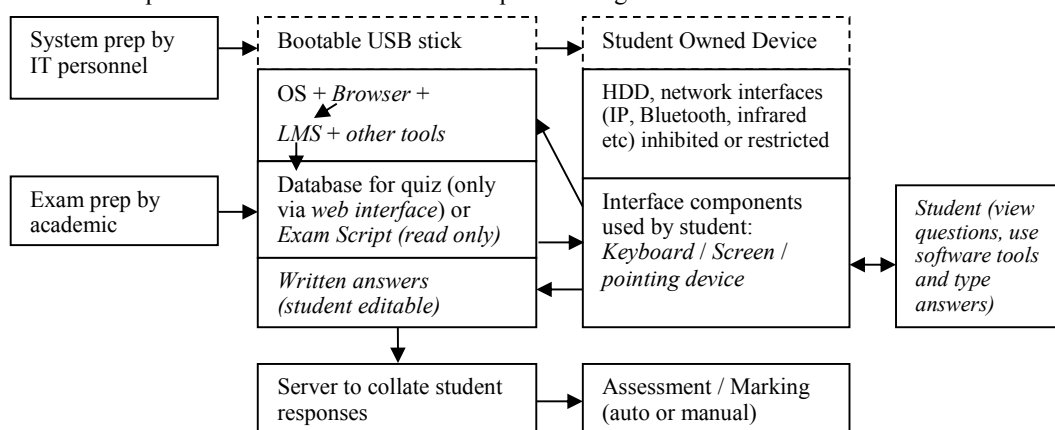 System prep by
IT personnel
Bootable USB stick
Student Owned Device
OS + Browser +
LMS + other tools
HDD, network interfaces
(IP, Bluetooth, infrared
etc) inhibited or restricted
Exam prep by
academic
Database for quiz (only
via web interface) or
Exam Script (read only)
Interface components
used by student:
Keyboard / Screen /
pointing device
Student (view
questions, use
software tools
and type
answers)
Written answers
(student editable)
Server to collate student
responses
Assessment / Marking
(auto or manual)